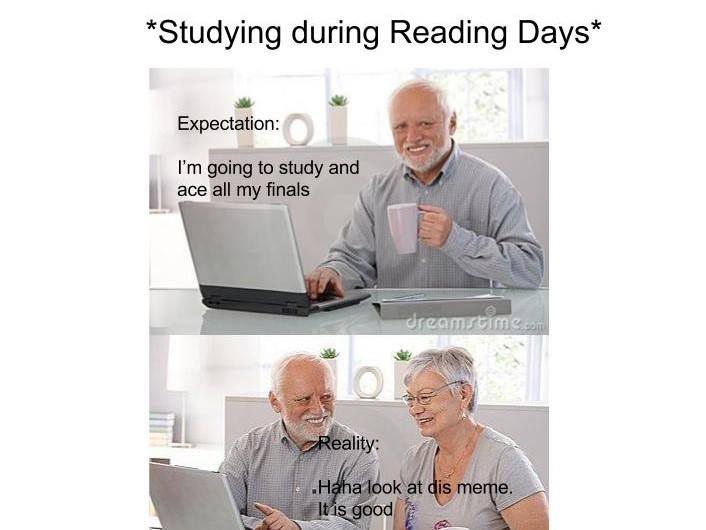 *Studying during Reading Days*
Expectation:
I'm going to study and
ace all my finals
dreamstime.com
Reality:
Haha look at dis meme.
It is good